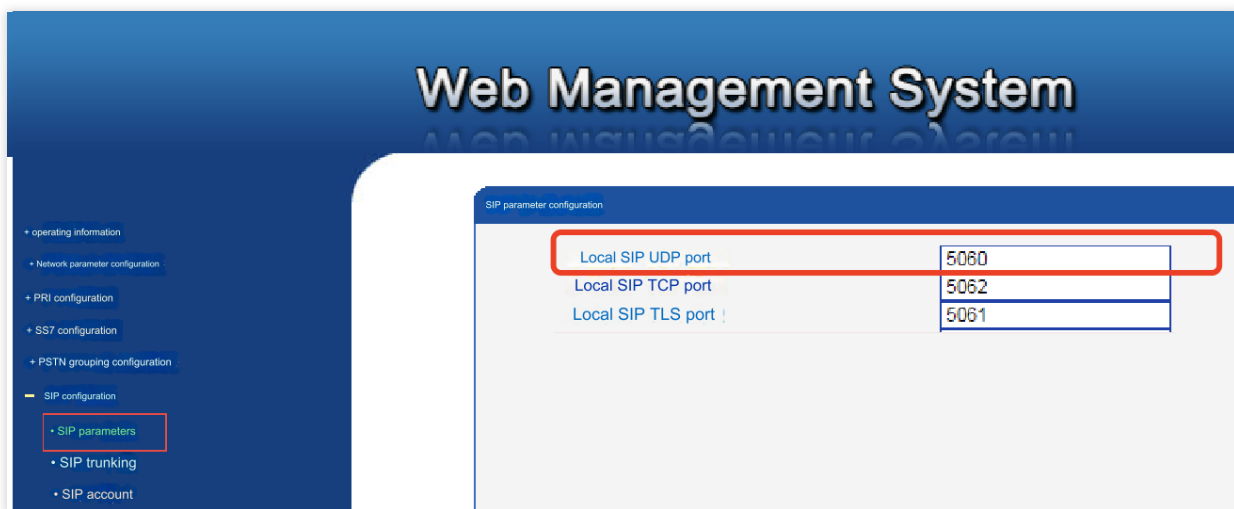 Web Management System
SIP parameter configuration
+ operating information
+ Network parameter configuration
+ PRI configuration
+ SS7 configuration
+ PSTN grouping configuration
− SIP configuration
• SIP parameters
• SIP trunking
• SIP account
Local SIP UDP port 5060
Local SIP TCP port 5062
Local SIP TLS port 5061